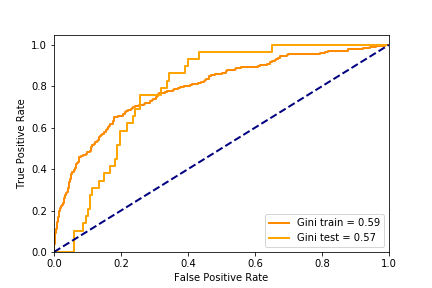 1.0
0.8
0.6
0.4
0.2
0.0
True Positive Rate
Gini train = 0.59
Gini test = 0.57
0.0 0.2 0.4 0.6 0.8 1.0
False Positive Rate